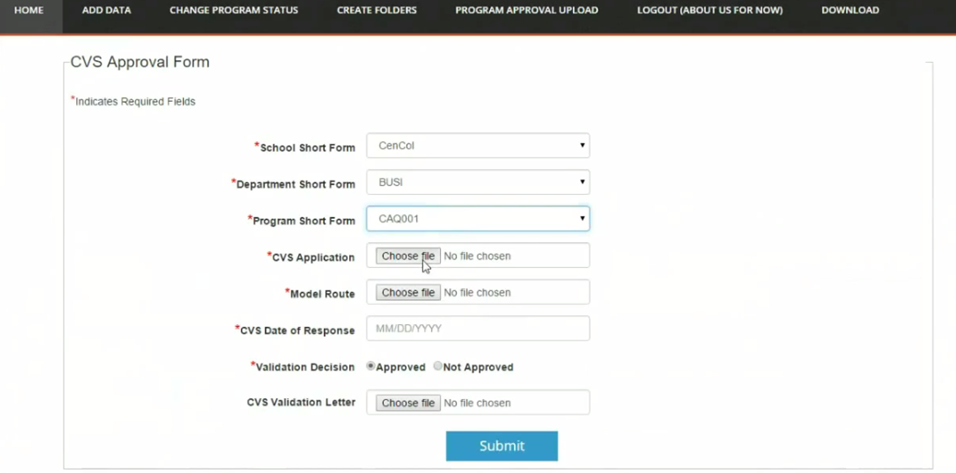 HOME ADD DATA CHANGE PROGRAM STATUS CREATE FOLDERS PROGRAM APPROVAL UPLOAD LOGOUT (ABOUT US FOR NOW) DOWNLOAD
CVS Approval Form
*Indicates Required Fields
*School Short Form CenCol
*Department Short Form BUSI
*Program Short Form CAQ001
*CVS Application Choose file No file chosen
*Model Route Choose file No file chosen
*CVS Date of Response MM/DD/YYYY
*Validation Decision Approved Not Approved
CVS Validation Letter Choose file No file chosen
Submit